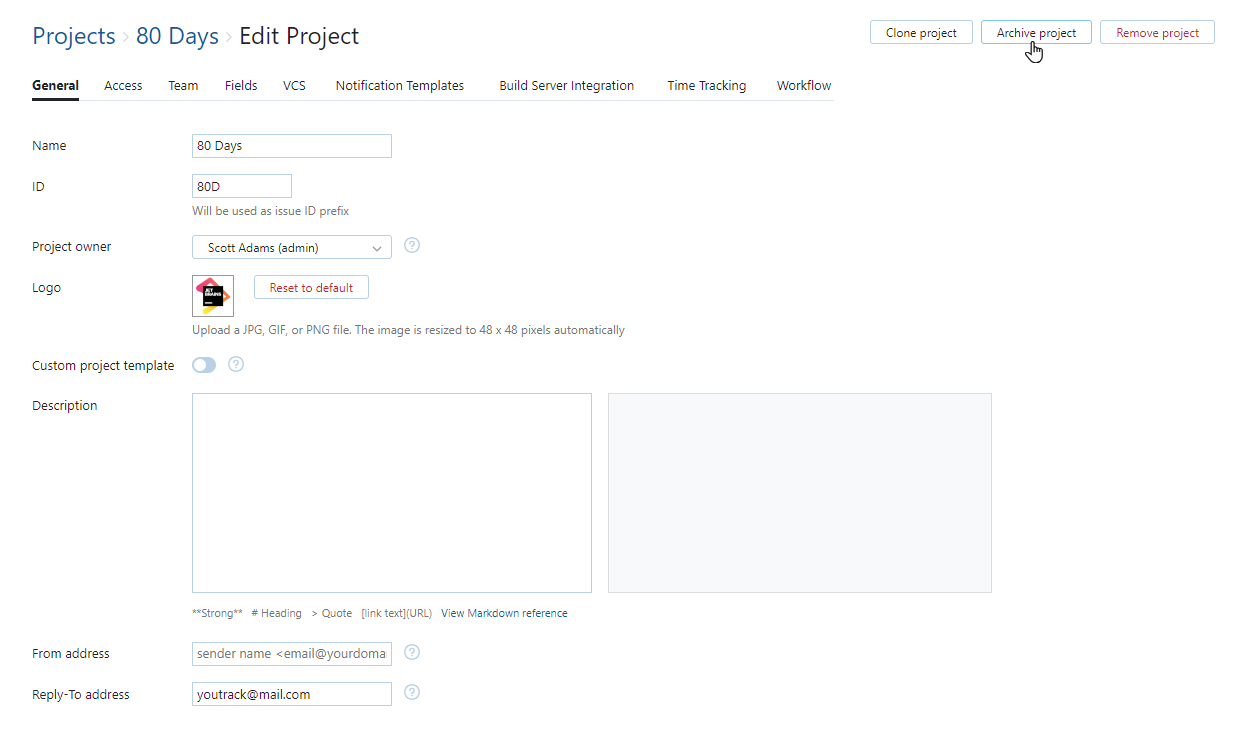 Projects › 80 Days › Edit Project
Clone project
Archive project
Remove project
General Access Team Fields VCS Notification Templates Build Server Integration Time Tracking Workflow
Name
80 Days
ID
80D
Will be used as issue ID prefix
Project owner
Scott Adams (admin)
?
Logo
JET
BRAINS
Reset to default
Upload a JPG, GIF, or PNG file. The image is resized to 48 x 48 pixels automatically
Custom project template
?
Description
**Strong** # Heading > Quote [link text](URL) View Markdown reference
From address
sender name <email@yourdoma
?
Reply-To address
youtrack@mail.com
?